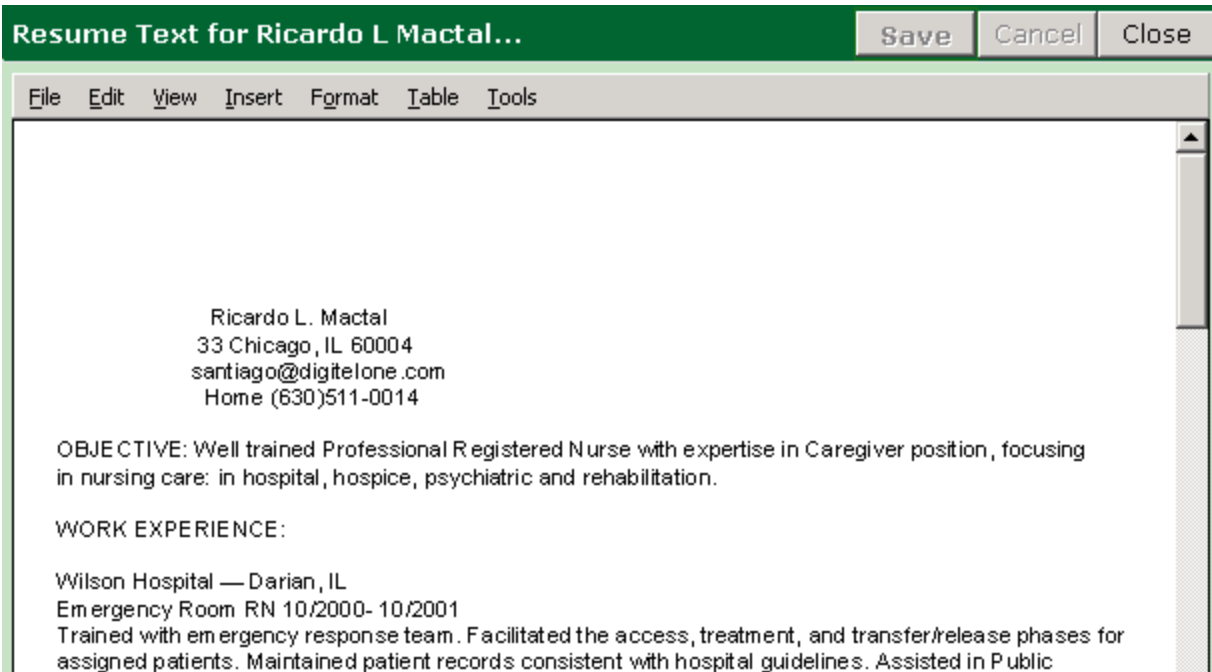 Resume Text for Ricardo L Mactal...
Save Cancel Close
File Edit View Insert Format Table Tools
Ricardo L. Mactal
33 Chicago, IL 60004
santiago@digitelone.com
Home (630)511-0014
OBJECTIVE: Well trained Professional Registered Nurse with expertise in Caregiver position, focusing
in nursing care: in hospital, hospice, psychiatric and rehabilitation.
WORK EXPERIENCE:
Wilson Hospital — Darian, IL
Emergency Room RN 10/2000- 10/2001
Trained with emergency response team. Facilitated the access, treatment, and transfer/release phases for
assigned patients. Maintained patient records consistent with hospital guidelines. Assisted in Public